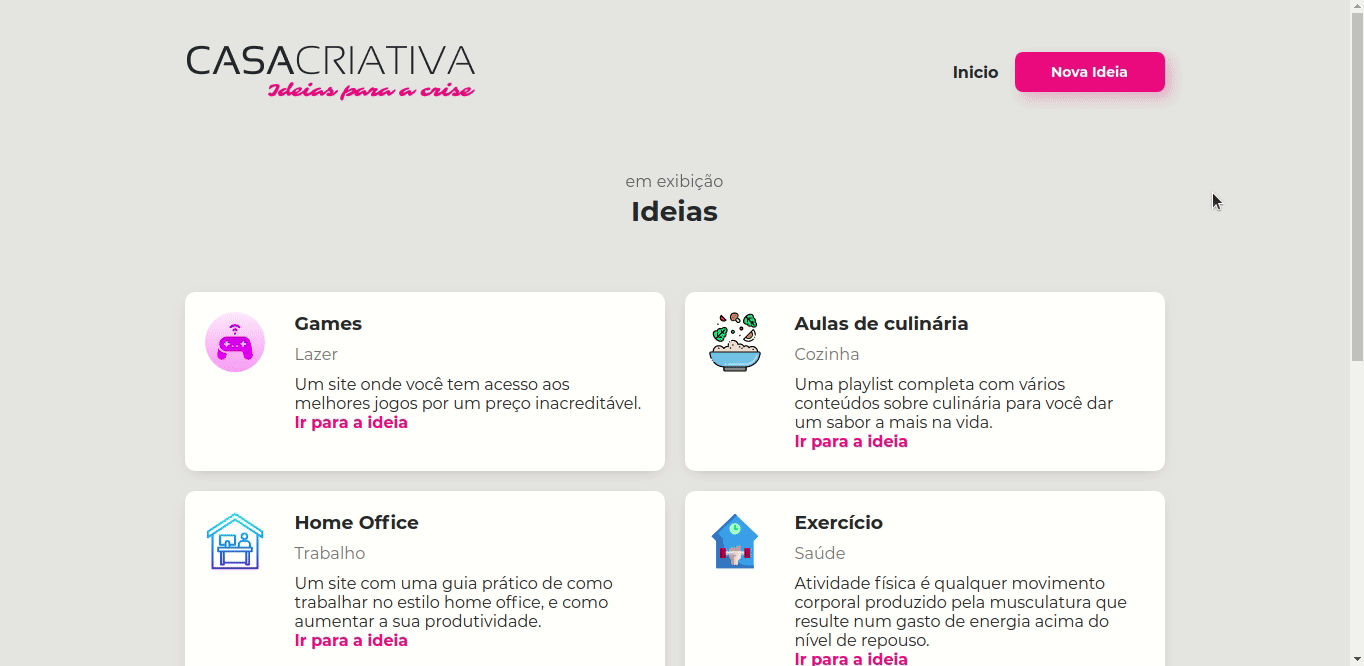 CASACRIATIVA
Ideias para a crise
Inicio
Nova Ideia
em exibição
Ideias
Games
Lazer
Um site onde você tem acesso aos
melhores jogos por um preço inacreditável.
Ir para a ideia
Aulas de culinária
Cozinha
Uma playlist completa com vários
conteúdos sobre culinária para você dar
um sabor a mais na vida.
Ir para a ideia
Home Office
Trabalho
Um site com uma guia prático de como
trabalhar no estilo home office, e como
aumentar a sua produtividade.
Ir para a ideia
Exercício
Saúde
Atividade física é qualquer movimento
corporal produzido pela musculatura que
resulte num gasto de energia acima do
nível de repouso.
Ir para a ideia